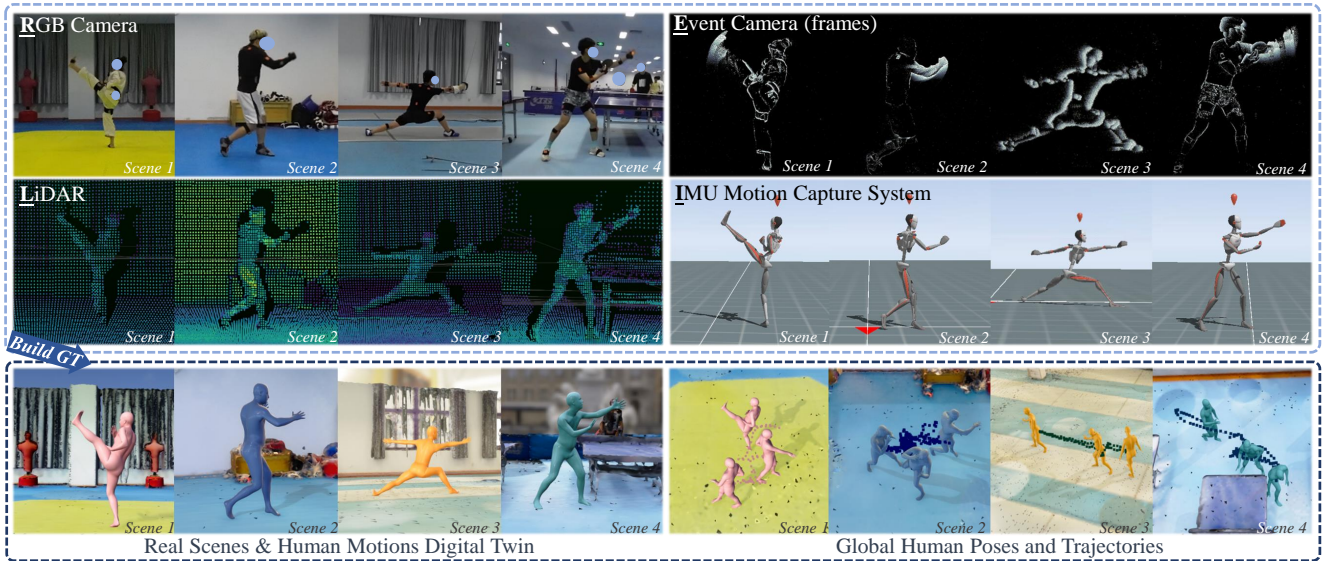 RGB Camera
Scene 1
Scene 2
Scene 3
Scene 4
Event Camera (frames)
Scene 1
Scene 2
Scene 3
Scene 4
LiDAR
Scene 1
Scene 2
Scene 3
Scene 4
IMU Motion Capture System
Scene 1
Scene 2
Scene 3
Scene 4
Build GT
Scene 1
Scene 2
Scene 3
Scene 4
Scene 1
Scene 2
Scene 3
Scene 4
Real Scenes & Human Motions Digital Twin
Global Human Poses and Trajectories